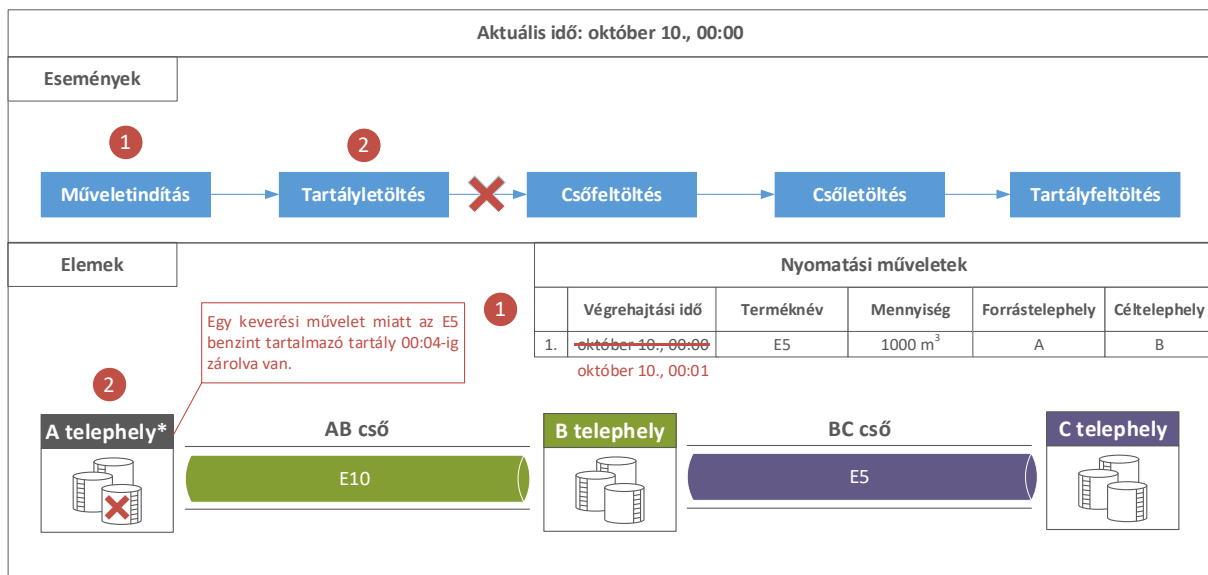 Aktuális idő: október 10., 00:00
Események
1
2
Műveletindítás
Tartályletöltés
Csőfeltöltés
Csőletöltés
Tartályfeltöltés
Elemek
Nyomatási műveletek
Végrehajtási idő
Terméknév
Mennyiség
Forrástelephely
Céltelephely
1
1.
október 10., 00:00
E5
1000 m³
A
B
október 10., 00:01
Egy keverési művelet miatt az E5
benzint tartalmazó tartály 00:04-ig
zárolva van.
2
A telephely*
AB cső
B telephely
BC cső
C telephely
E10
E5